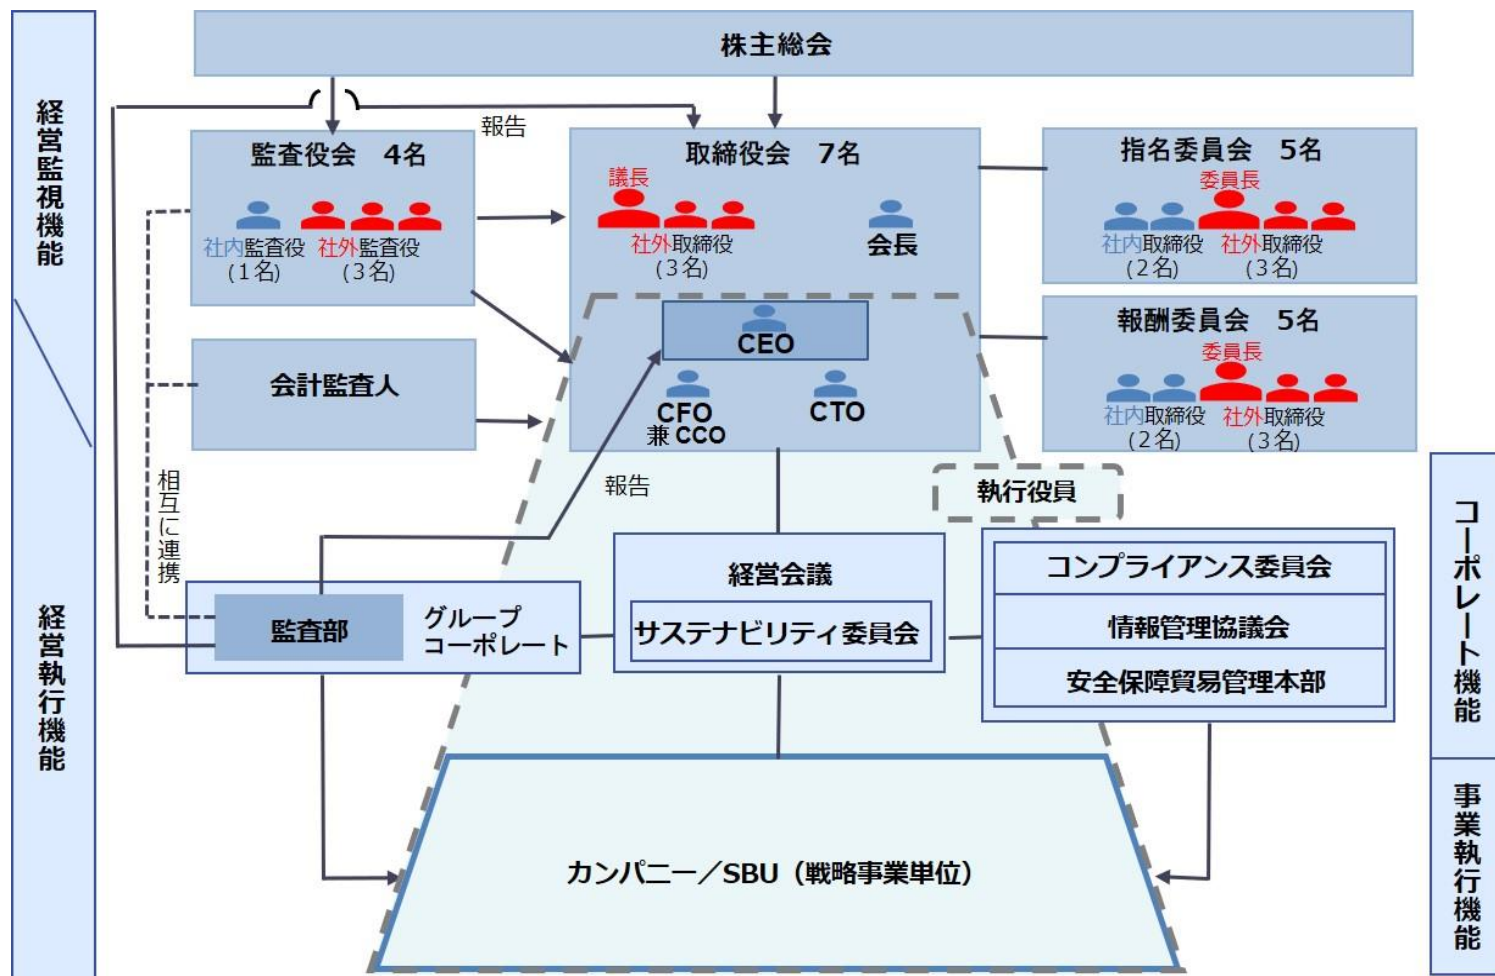 株主総会
経営監視機能
経営執行機能
報告
監査役会 4名
社内監査役
(1名)
社外監査役
(3名)
取締役会 7名
議長
社外取締役
(3名)
会長
指名委員会 5名
委員長
社内取締役
(2名)
社外取締役
(3名)
CEO
CFO
兼 CCO
CTO
報酬委員会 5名
委員長
社内取締役
(2名)
社外取締役
(3名)
会計監査人
相互に連携
報告
執行役員
監査部
グループ
コーポレート
経営会議
サステナビリティ委員会
コンプライアンス委員会
情報管理協議会
安全保障貿易管理本部
コーポレート機能
カンパニー／SBU（戦略事業単位）
事業執行機能